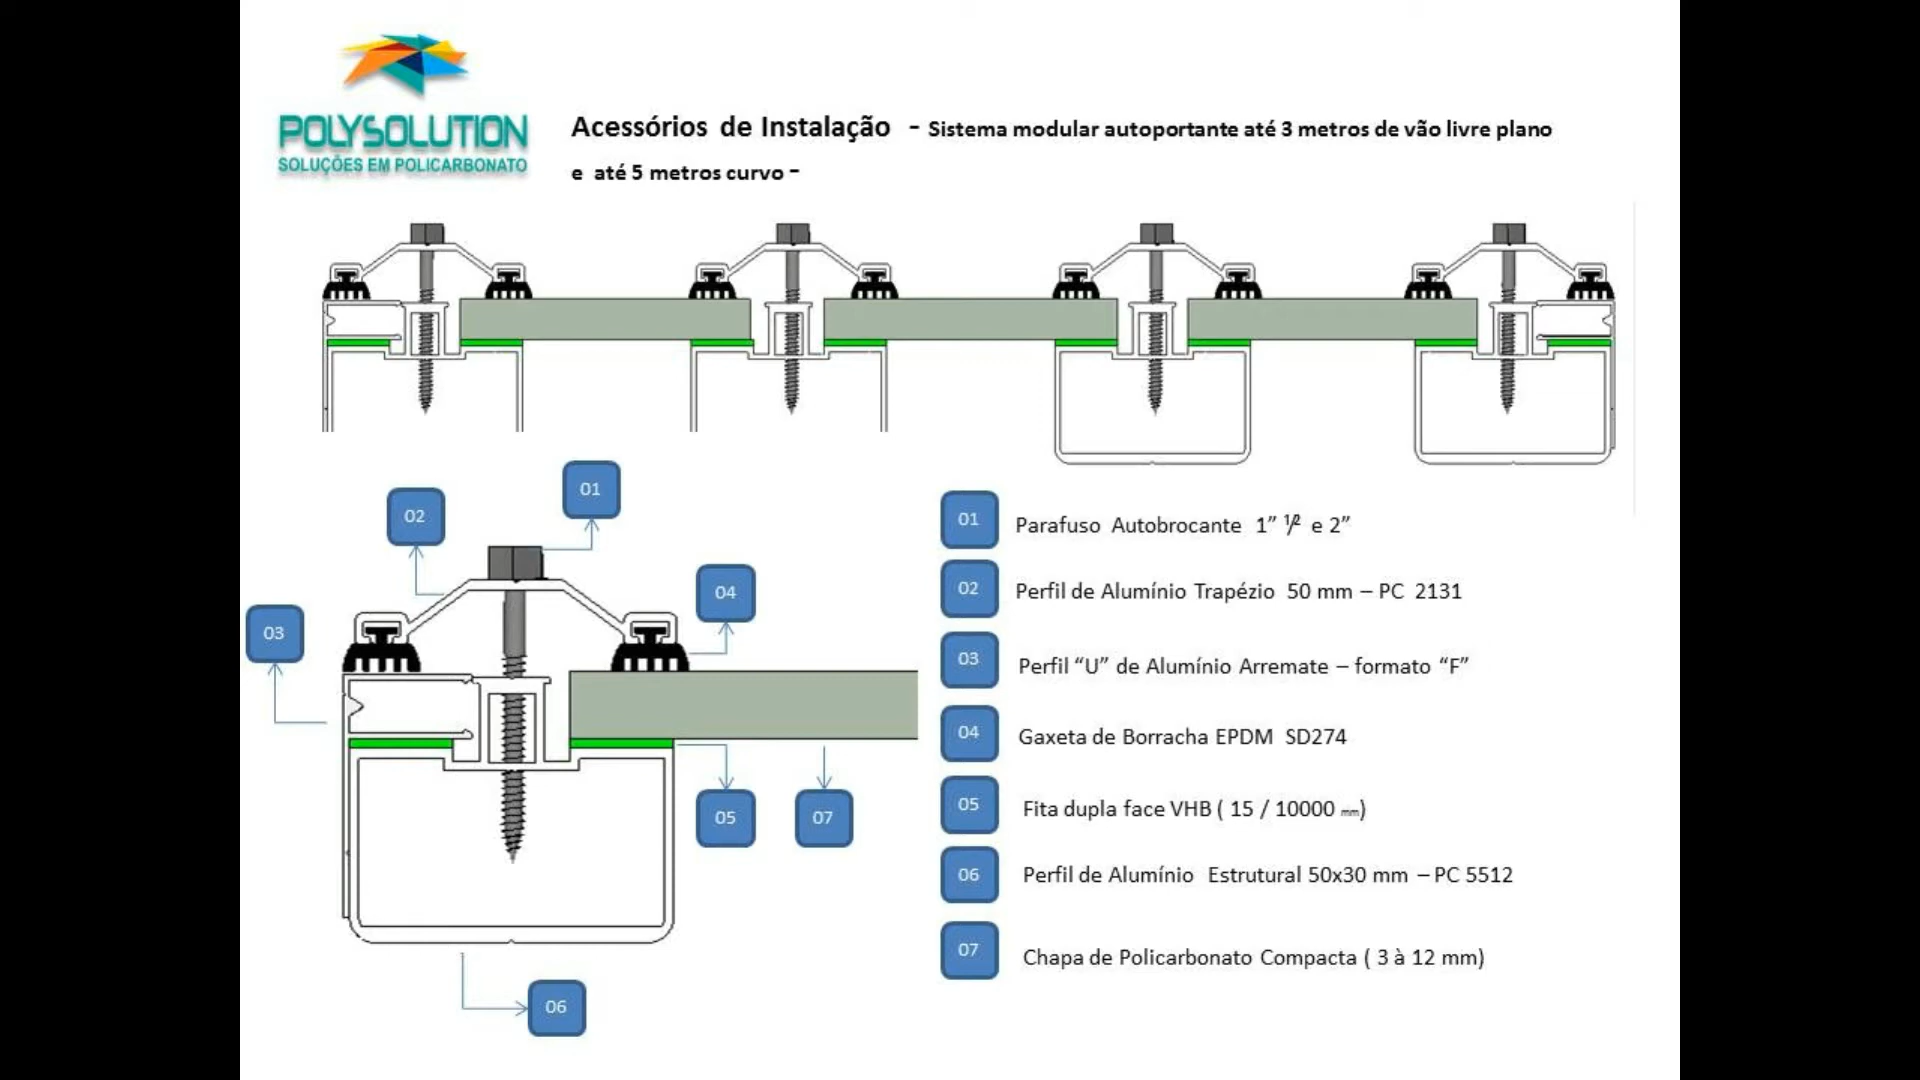 POLYSOLUTION
SOLUÇÕES EM POLICARBONATO
Acessórios de Instalação - Sistema modular autoportante até 3 metros de vão livre plano
e até 5 metros curvo -
01
02
04
03
05
07
06
01 Parafuso Autobrocante 1” ½ e 2”
02 Perfil de Alumínio Trapézio 50 mm – PC 2131
03 Perfil “U” de Alumínio Arremate – formato “F”
04 Gaxeta de Borracha EPDM SD274
05 Fita dupla face VHB ( 15 / 10000 mm)
06 Perfil de Alumínio Estrutural 50x30 mm – PC 5512
07 Chapa de Policarbonato Compacta ( 3 à 12 mm)